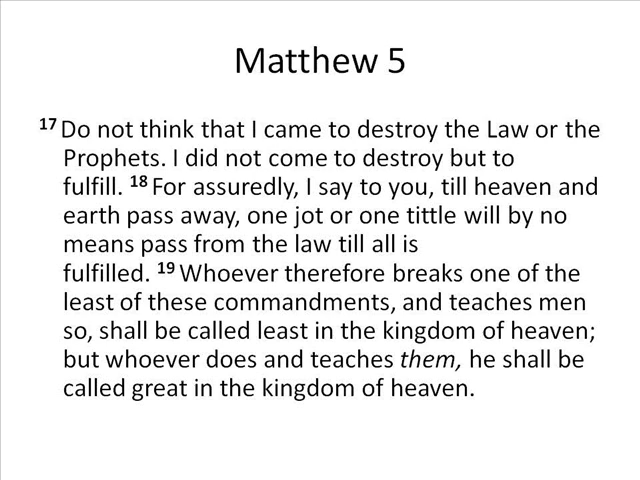 Matthew 5
17 Do not think that I came to destroy the Law or the
Prophets. I did not come to destroy but to
fulfill. 18 For assuredly, I say to you, till heaven and
earth pass away, one jot or one tittle will by no
means pass from the law till all is
fulfilled. 19 Whoever therefore breaks one of the
least of these commandments, and teaches men
so, shall be called least in the kingdom of heaven;
but whoever does and teaches them, he shall be
called great in the kingdom of heaven.